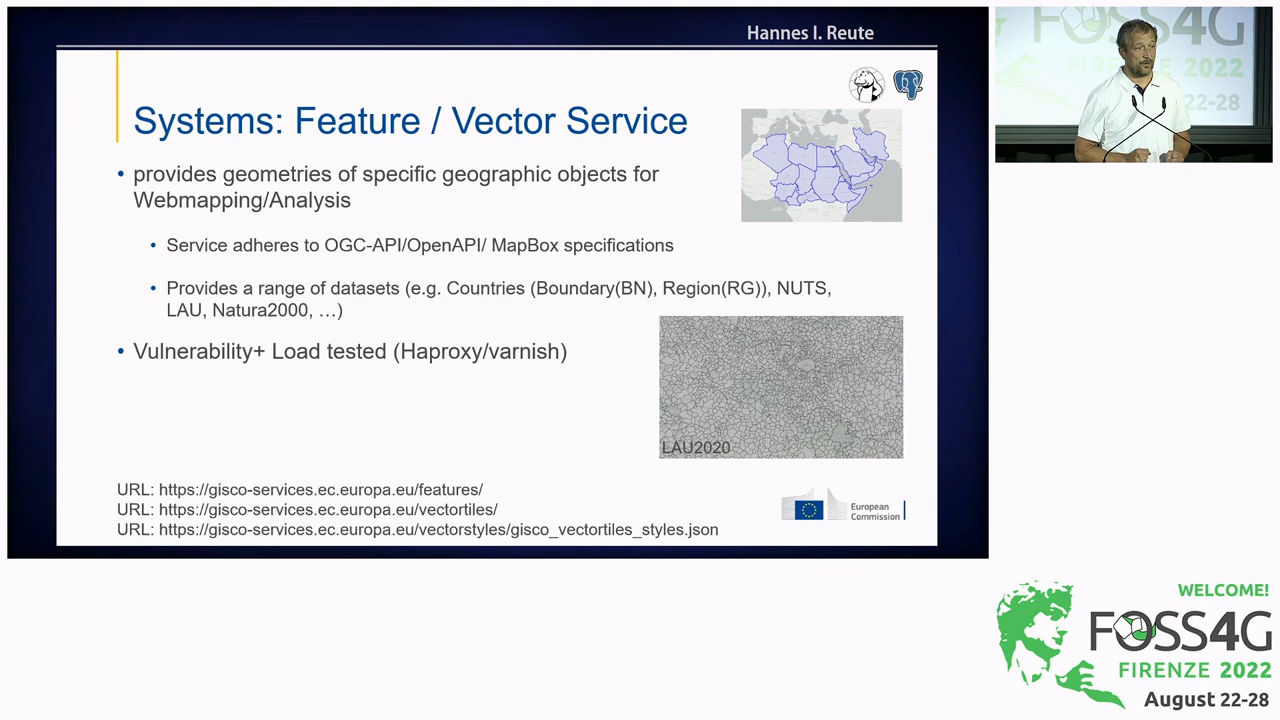 Hannes I. Reute
Systems: Feature / Vector Service
• provides geometries of specific geographic objects for
Webmapping/Analysis
• Service adheres to OGC-API/OpenAPI/ MapBox specifications
• Provides a range of datasets (e.g. Countries (Boundary(BN), Region(RG)), NUTS,
LAU, Natura2000, …)
• Vulnerability+ Load tested (Haproxy/varnish)
LAU2020
URL: https://gisco-services.ec.europa.eu/features/
URL: https://gisco-services.ec.europa.eu/vectortiles/
URL: https://gisco-services.ec.europa.eu/vectorstyles/gisco_vectortiles_styles.json
European
Commission
FOSS4G
FIRENZE 2022
22-28
WELCOME!
FOSS4G
FIRENZE 2022
August 22-28